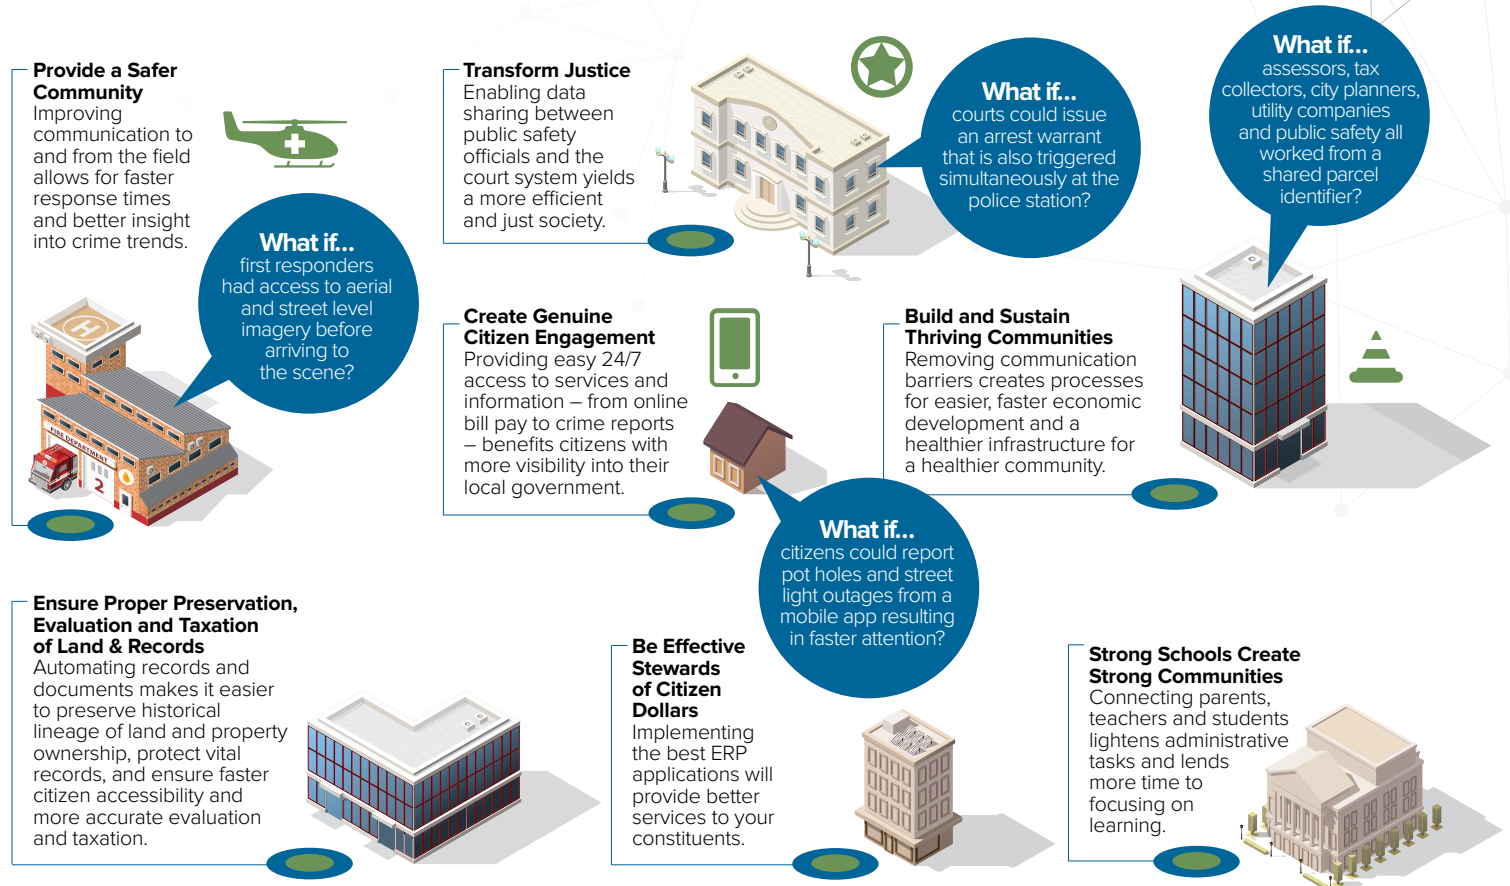 Provide a Safer
Community
Improving
communication to
and from the field
allows for faster
response times
and better insight
into crime trends.
What if...
first responders
had access to aerial
and street level
imagery before
arriving to
the scene?
H
FIRE DEPARTMENT
2
Transform Justice
Enabling data
sharing between
public safety
officials and the
court system yields
a more efficient
and just society.
What if...
courts could issue
an arrest warrant
that is also triggered
simultaneously at the
police station?
What if...
assessors, tax
collectors, city planners,
utility companies
and public safety all
worked from a
shared parcel
identifier?
Create Genuine
Citizen Engagement
Providing easy 24/7
access to services and
information – from online
bill pay to crime reports
– benefits citizens with
more visibility into their
local government.
What if...
citizens could report
pot holes and street
light outages from a
mobile app resulting
in faster attention?
Build and Sustain
Thriving Communities
Removing communication
barriers creates processes
for easier, faster economic
development and a
healthier infrastructure for
a healthier community.
Ensure Proper Preservation,
Evaluation and Taxation
of Land & Records
Automating records and
documents makes it easier
to preserve historical
lineage of land and property
ownership, protect vital
records, and ensure faster
citizen accessibility and
more accurate evaluation
and taxation.
Be Effective
Stewards
of Citizen
Dollars
Implementing
the best ERP
applications will
provide better
services to your
constituents.
Strong Schools Create
Strong Communities
Connecting parents,
teachers and students
lightens administrative
tasks and lends
more time to
focusing on
learning.